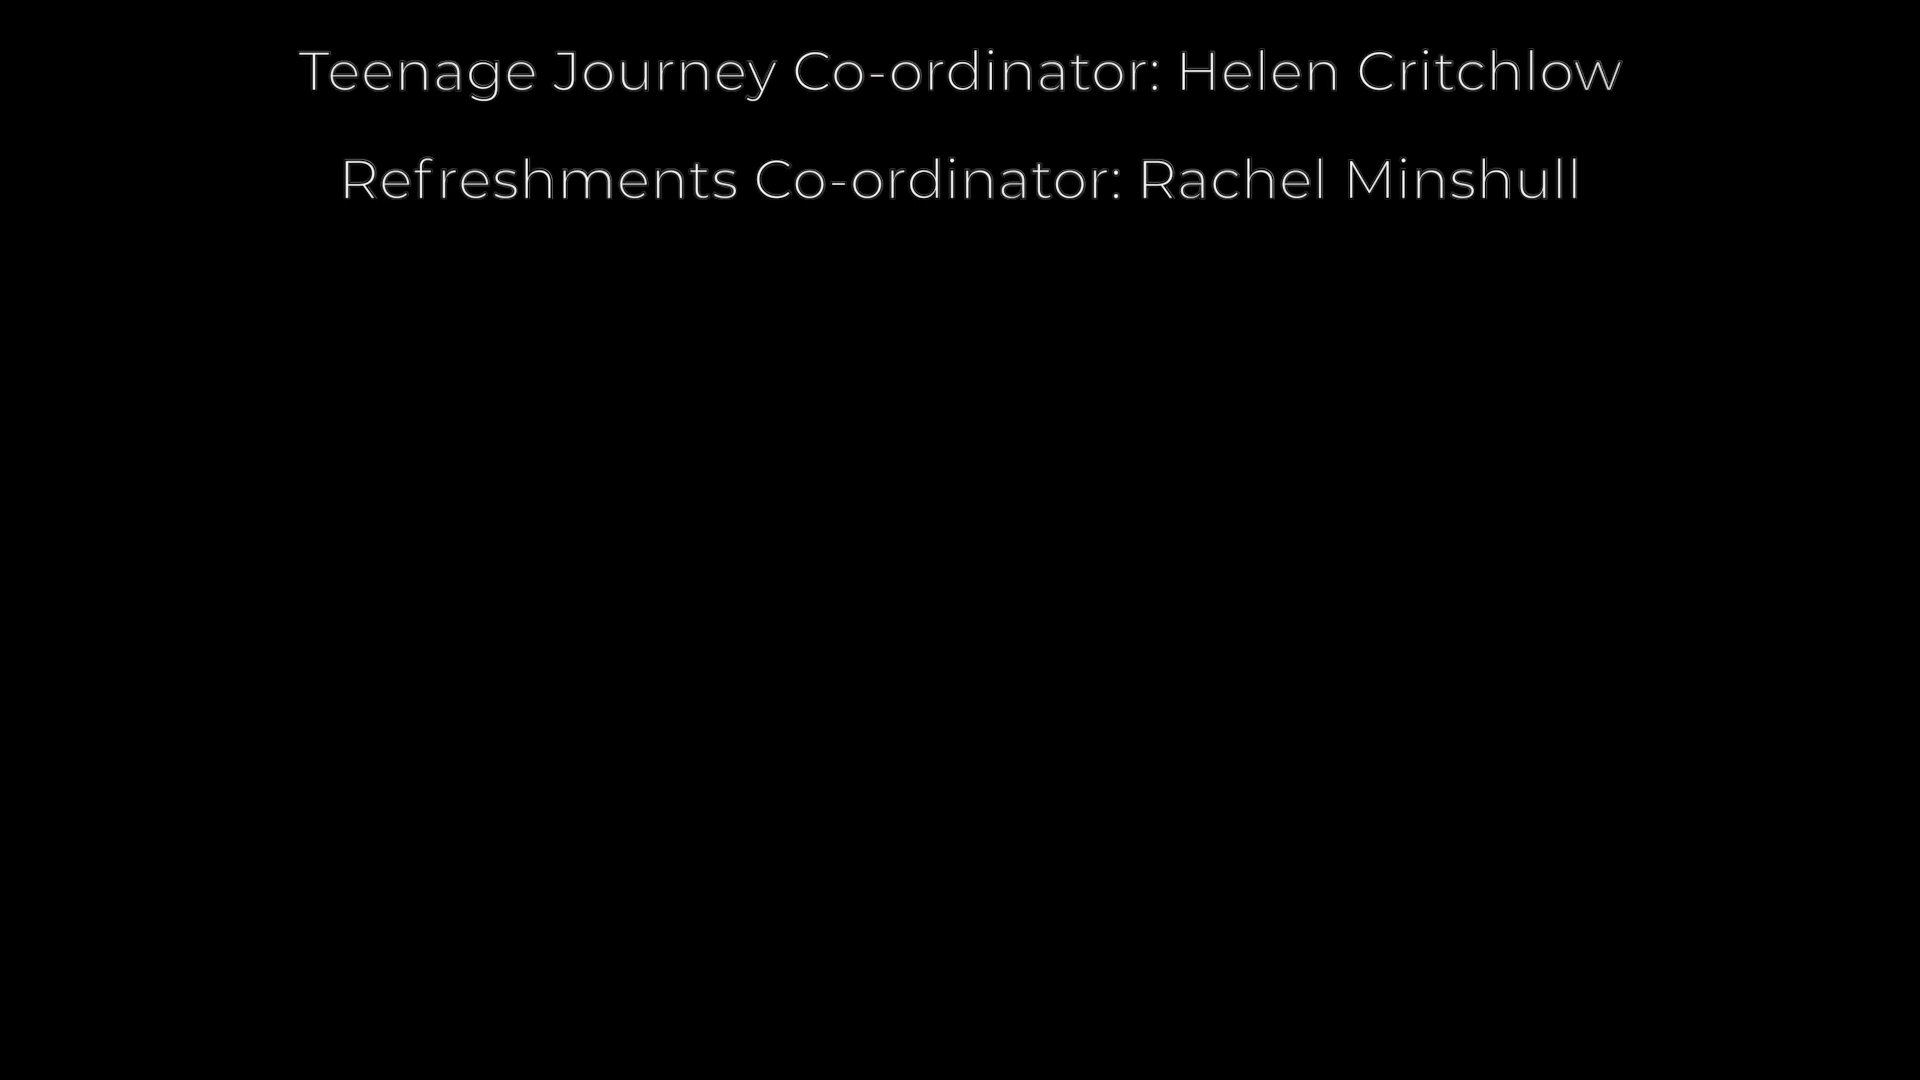 Teenage Journey Co-ordinator: Helen Critchlow
Refreshments Co-ordinator: Rachel Minshull